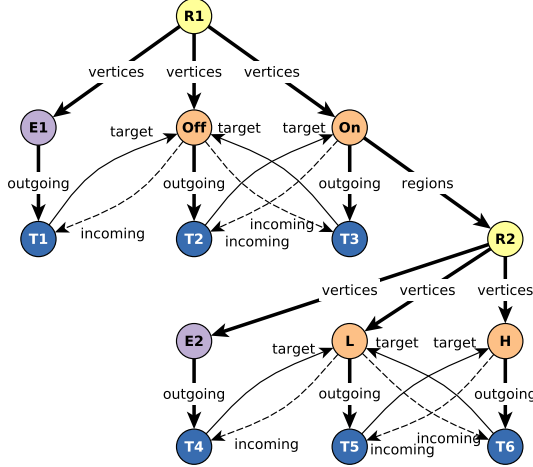 R1
vertices vertices vertices
E1 Off On
target target target
outgoing outgoing outgoing regions
incoming incoming incoming
T1 T2 T3 R2
vertices vertices vertices
E2 L H
target target target
outgoing outgoing outgoing
incoming incoming incoming
T4 T5 T6